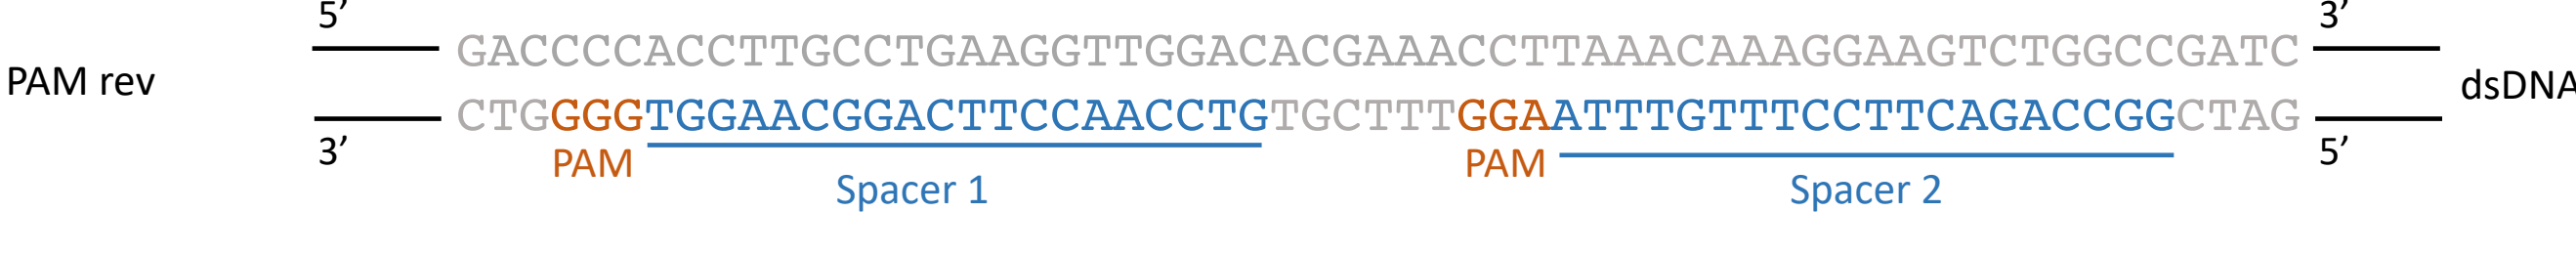 5’ 3’
GACCCCACCTTGCCTGAAGGTTGGACACGAAACCTTAAACAAAGGAAGTCTGGCCGATC
PAM rev dsDNA
CTGGGGTGGAACGGACTTCCAACCTGTGCTTTGGAATTTGTTTCCTTCAGACCGGCTAG
3’ PAM PAM 5’
Spacer 1 Spacer 2